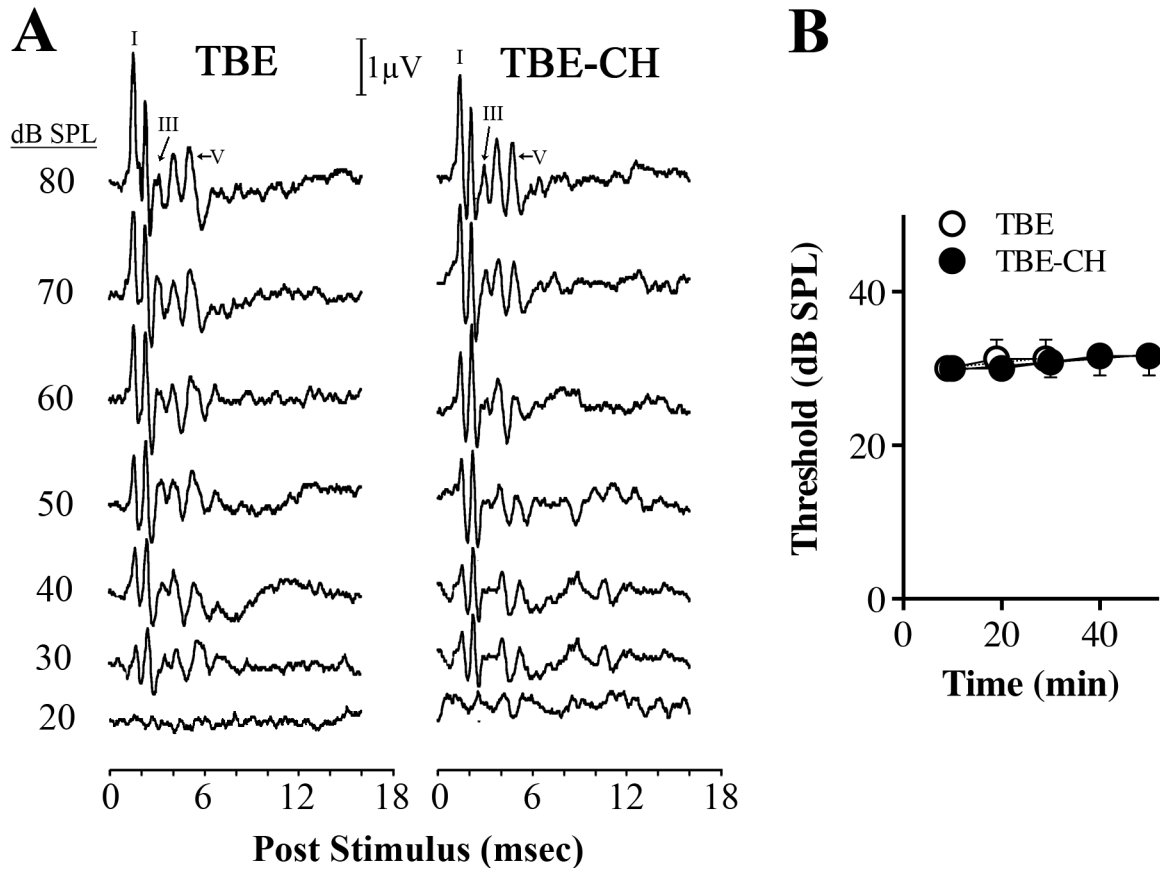 A
I
TBE
1µV
I
TBE-CH
III
III
V
V
dB SPL
80
70
60
50
40
30
20
0 6 12 18
0 6 12 18
Post Stimulus (msec)
B
TBE
TBE-CH
Threshold (dB SPL)
40
20
0
0 20 40
Time (min)